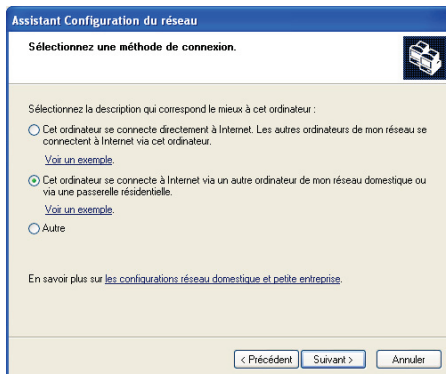 Assistant Configuration du réseau
Sélectionnez une méthode de connexion.
Sélectionnez la description qui correspond le mieux à cet ordinateur :
Cet ordinateur se connecte directement à Internet. Les autres ordinateurs de mon réseau se
connectent à Internet via cet ordinateur.
Voir un exemple.
Cet ordinateur se connecte à Internet via un autre ordinateur de mon réseau domestique ou
via une passerelle résidentielle.
Voir un exemple.
Autre
En savoir plus sur les configurations réseau domestique et petite entreprise.
< Précédent Suivant > Annuler